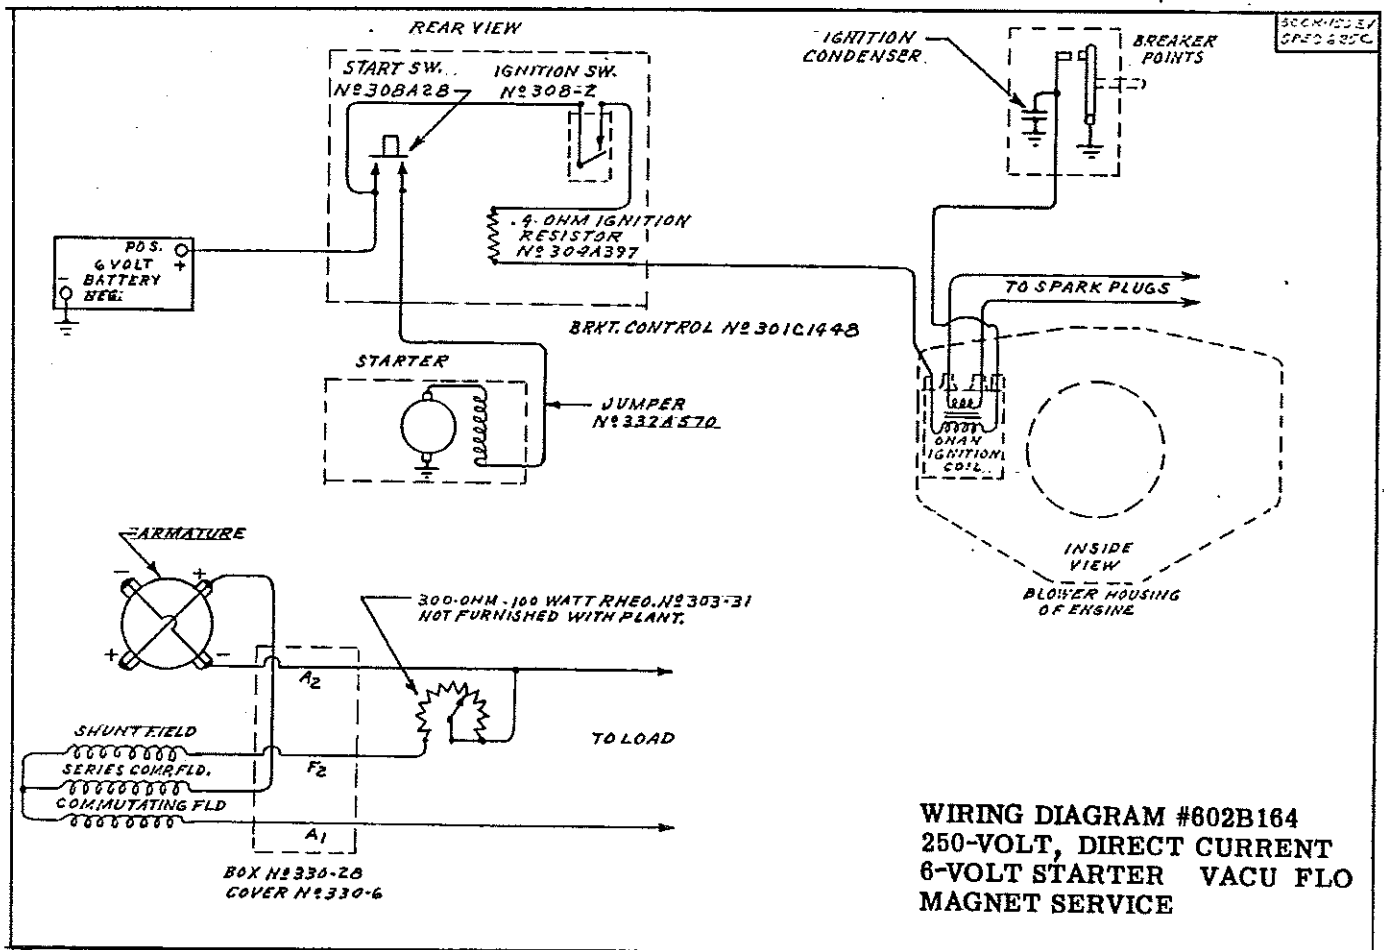 REAR VIEW
START SW.
Nº 308A28
IGNITION SW.
Nº 308-2
IGNITION
CONDENSER
BREAKER
POINTS
.4-OHM IGNITION
RESISTOR
Nº 304A397
POS.
+
6 VOLT
BATTERY
-
NEG.
TO SPARK PLUGS
BRKT. CONTROL Nº 301C1448
STARTER
JUMPER
Nº 332A570
ONAN
IGNITION
COIL
INSIDE
VIEW
BLOWER HOUSING
OF ENGINE
ARMATURE
- +
+ -
300-OHM-100 WATT RHEO. Nº 303-31
NOT FURNISHED WITH PLANT.
A2
SHUNT FIELD
F2
TO LOAD
SERIES COMP. FLD.
COMMUTATING FLD
A1
BOX Nº 330-28
COVER Nº 330-6
WIRING DIAGRAM #602B164
250-VOLT, DIRECT CURRENT
6-VOLT STARTER VACU FLO
MAGNET SERVICE